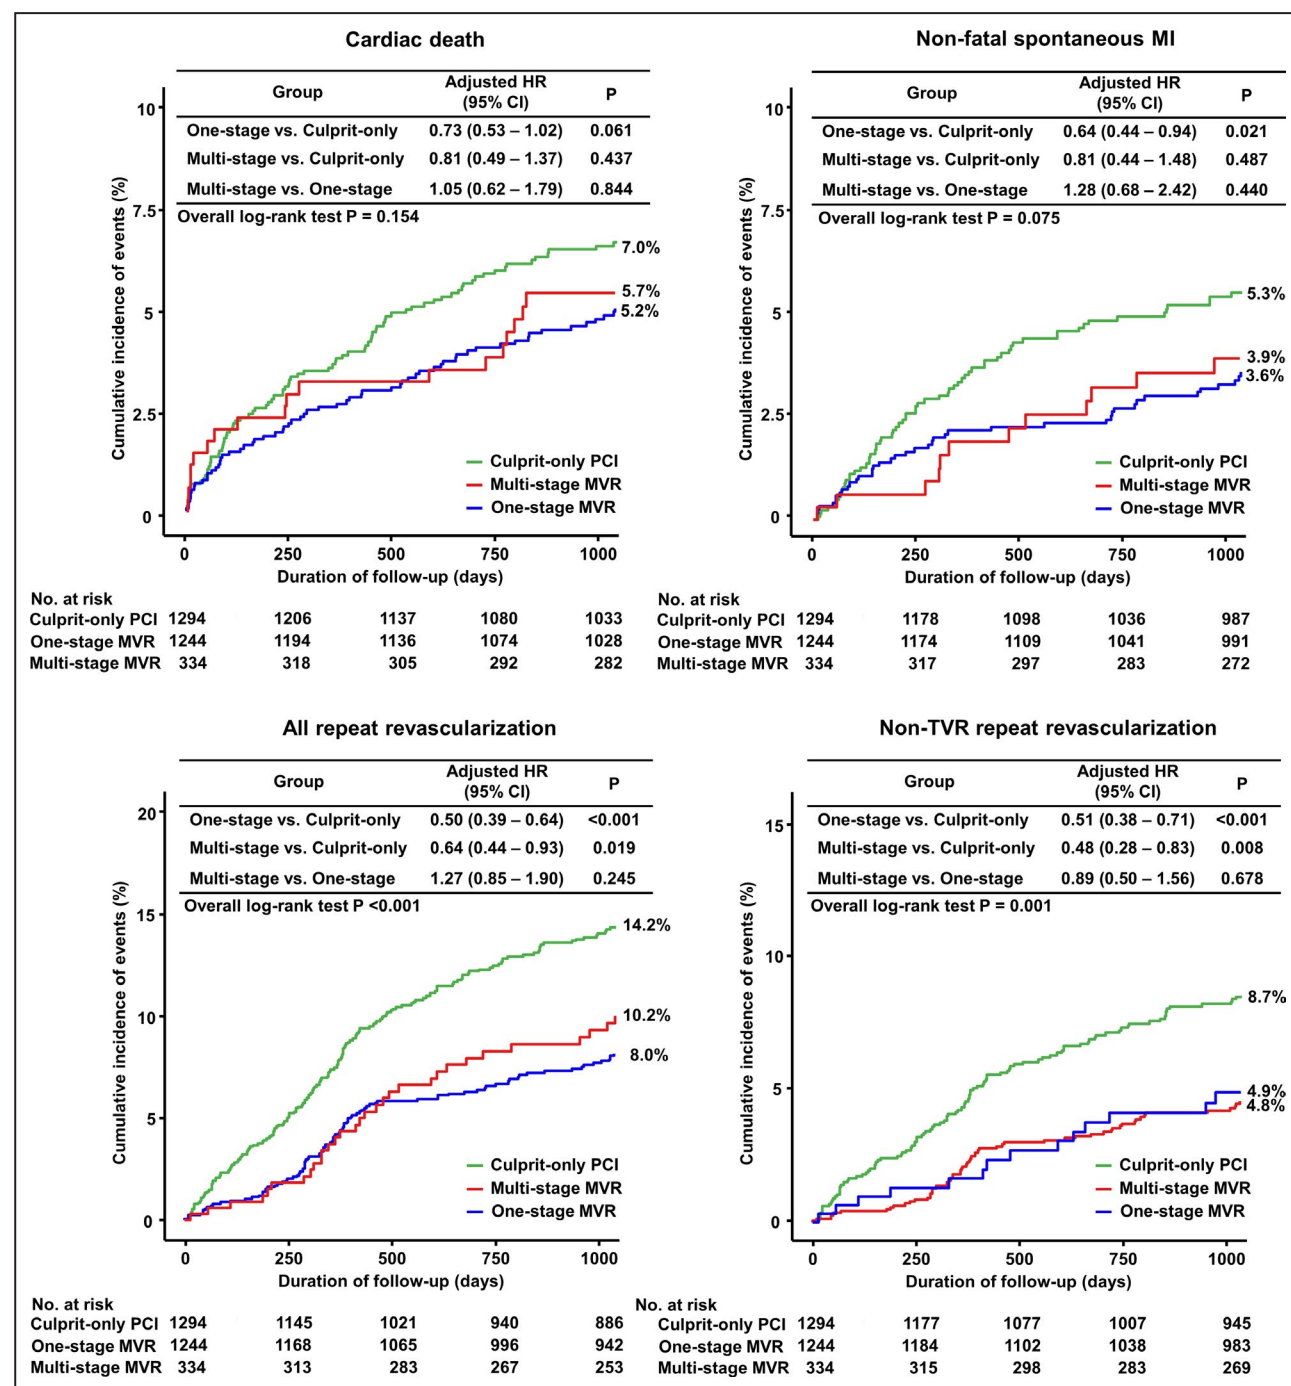 Cardiac death
Group Adjusted HR (95% CI) P
One-stage vs. Culprit-only 0.73 (0.53 – 1.02) 0.061
Multi-stage vs. Culprit-only 0.81 (0.49 – 1.37) 0.437
Multi-stage vs. One-stage 1.05 (0.62 – 1.79) 0.844
Overall log-rank test P = 0.154
Cumulative incidence of events (%)
10
7.5
5
2.5
0
7.0%
5.7%
5.2%
Culprit-only PCI
Multi-stage MVR
One-stage MVR
0 250 500 750 1000
Duration of follow-up (days)
No. at risk
Culprit-only PCI 1294 1206 1137 1080 1033
One-stage MVR 1244 1194 1136 1074 1028
Multi-stage MVR 334 318 305 292 282
Non-fatal spontaneous MI
Group Adjusted HR (95% CI) P
One-stage vs. Culprit-only 0.64 (0.44 – 0.94) 0.021
Multi-stage vs. Culprit-only 0.81 (0.44 – 1.48) 0.487
Multi-stage vs. One-stage 1.28 (0.68 – 2.42) 0.440
Overall log-rank test P = 0.075
Cumulative incidence of events (%)
10
7.5
5
2.5
0
5.3%
3.9%
3.6%
Culprit-only PCI
Multi-stage MVR
One-stage MVR
0 250 500 750 1000
Duration of follow-up (days)
No. at risk
Culprit-only PCI 1294 1178 1098 1036 987
One-stage MVR 1244 1174 1109 1041 991
Multi-stage MVR 334 317 297 283 272
All repeat revascularization
Group Adjusted HR (95% CI) P
One-stage vs. Culprit-only 0.50 (0.39 – 0.64) <0.001
Multi-stage vs. Culprit-only 0.64 (0.44 – 0.93) 0.019
Multi-stage vs. One-stage 1.27 (0.85 – 1.90) 0.245
Overall log-rank test P <0.001
Cumulative incidence of events (%)
20
15
10
5
0
14.2%
10.2%
8.0%
Culprit-only PCI
Multi-stage MVR
One-stage MVR
0 250 500 750 1000
Duration of follow-up (days)
No. at risk
Culprit-only PCI 1294 1145 1021 940 886
One-stage MVR 1244 1168 1065 996 942
Multi-stage MVR 334 313 283 267 253
Non-TVR repeat revascularization
Group Adjusted HR (95% CI) P
One-stage vs. Culprit-only 0.51 (0.38 – 0.71) <0.001
Multi-stage vs. Culprit-only 0.48 (0.28 – 0.83) 0.008
Multi-stage vs. One-stage 0.89 (0.50 – 1.56) 0.678
Overall log-rank test P = 0.001
Cumulative incidence of events (%)
15
10
5
0
8.7%
4.9%
4.8%
Culprit-only PCI
Multi-stage MVR
One-stage MVR
0 250 500 750 1000
Duration of follow-up (days)
No. at risk
Culprit-only PCI 1294 1177 1077 1007 945
One-stage MVR 1244 1184 1102 1038 983
Multi-stage MVR 334 315 298 283 269